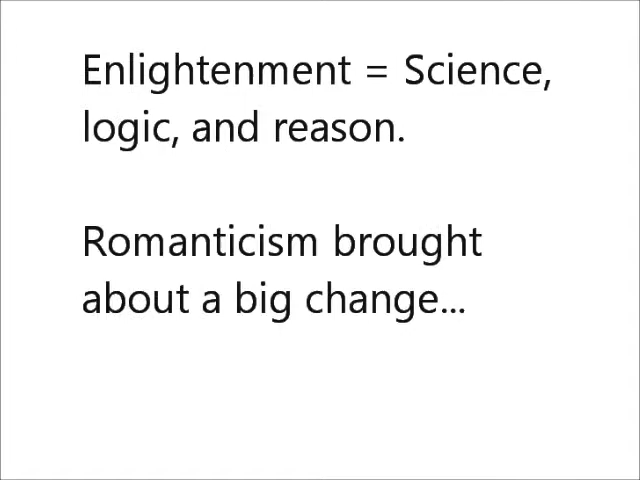 Enlightenment = Science,
logic, and reason.
Romanticism brought
about a big change...